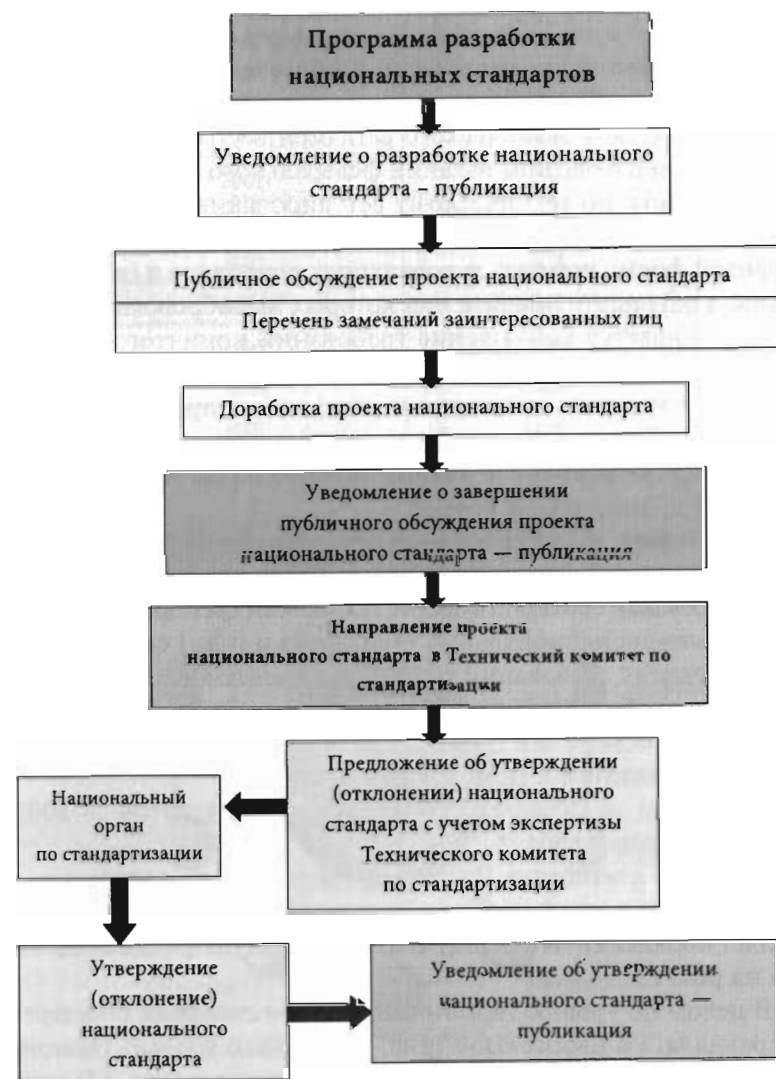 Программа разработки
национальных стандартов
Уведомление о разработке национального
стандарта – публикация
Публичное обсуждение проекта национального стандарта
Перечень замечаний заинтересованных лиц
Доработка проекта национального стандарта
Уведомление о завершении
публичного обсуждения проекта
национального стандарта — публикация
Направление проекта
национального стандарта в Технический комитет по
стандартизации
Предложение об утверждении
(отклонении) национального
стандарта с учетом экспертизы
Технического комитета
по стандартизации
Национальный
орган
по стандартизации
Утверждение
(отклонение)
национального
стандарта
Уведомление об утверждении
национального стандарта —
публикация